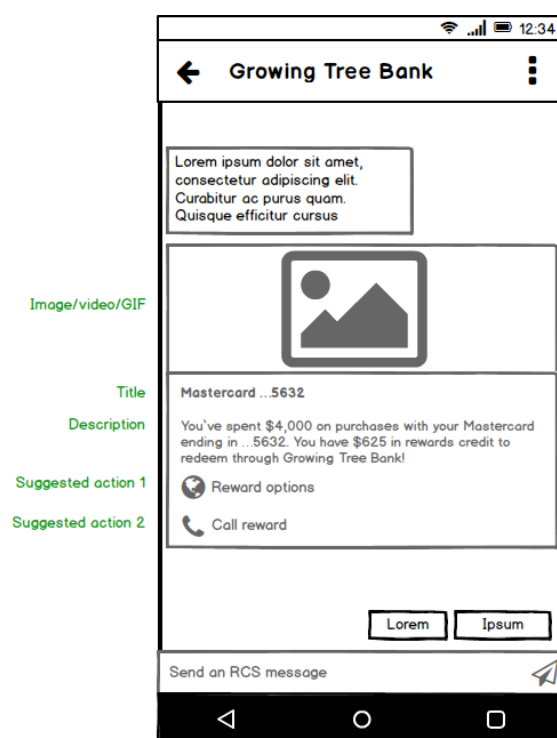 12:34
Growing Tree Bank
Lorem ipsum dolor sit amet,
consectetur adipiscing elit.
Curabitur ac purus quam.
Quisque efficitur cursus
Image/video/GIF
Title
Mastercard ...5632
Description
You've spent $4,000 on purchases with your Mastercard
ending in ...5632. You have $625 in rewards credit to
redeem through Growing Tree Bank!
Suggested action 1
Reward options
Suggested action 2
Call reward
Lorem
Ipsum
Send an RCS message